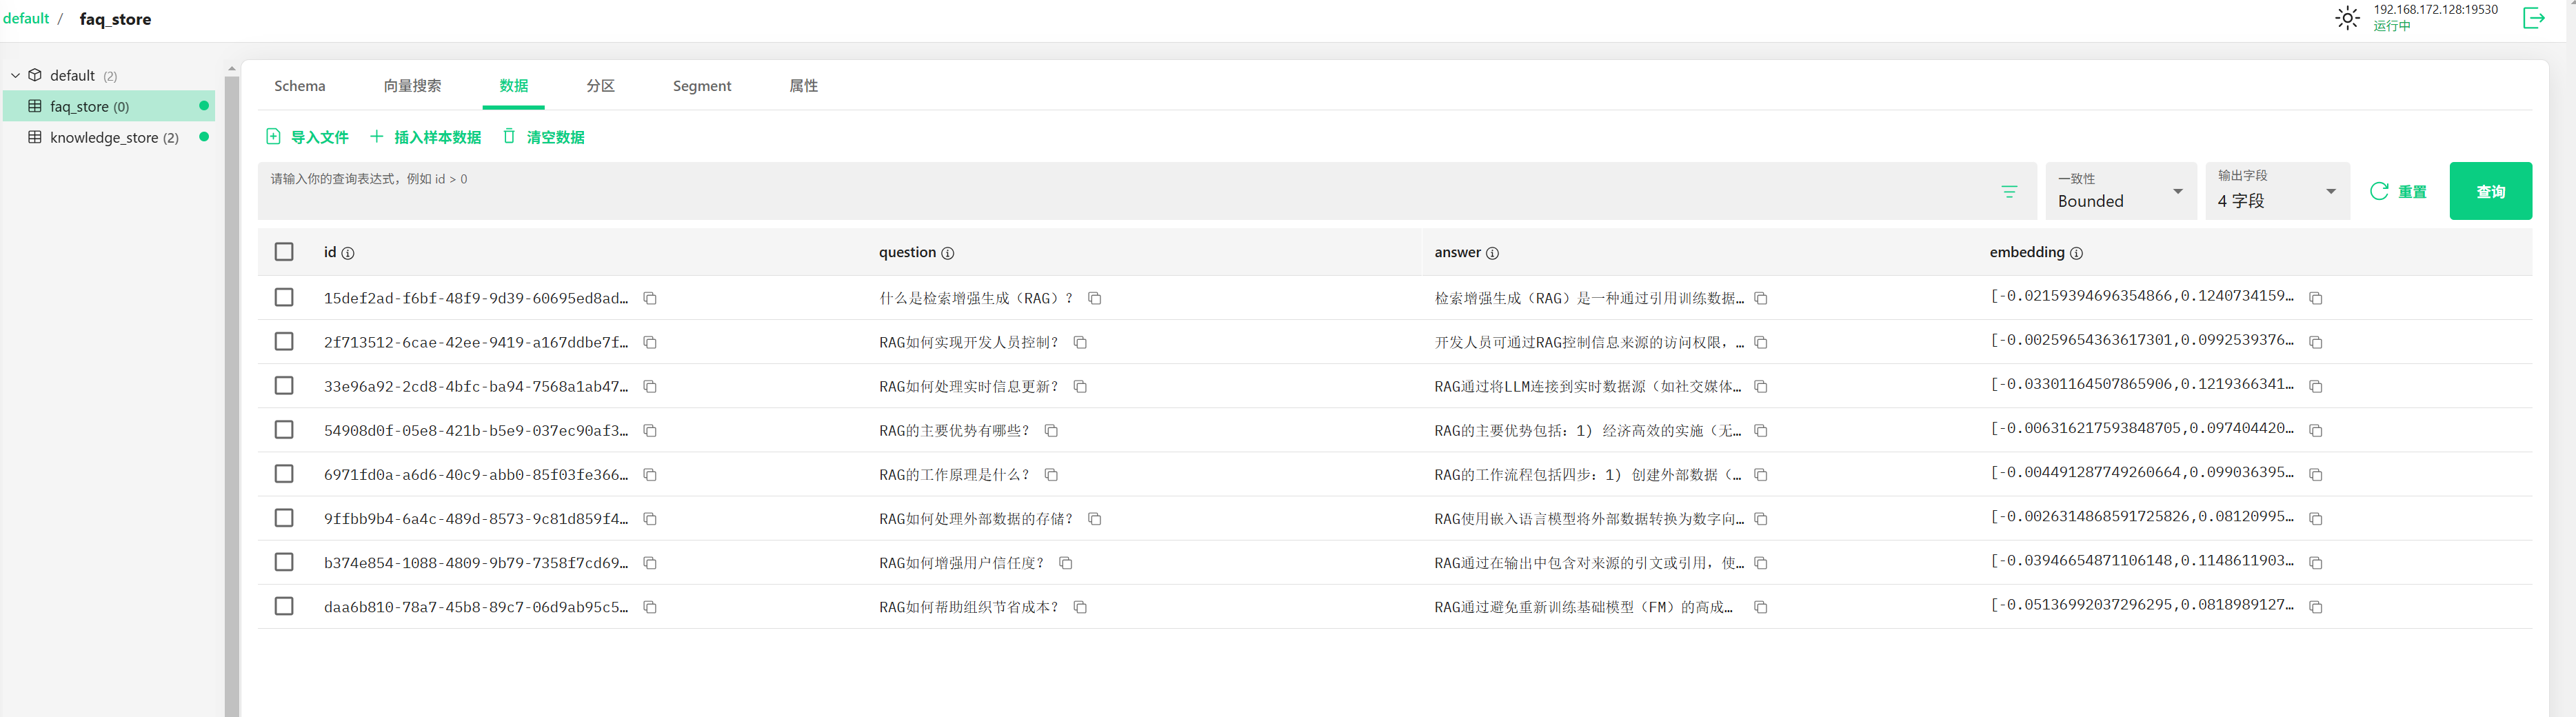 default / faq_store
192.168.172.128:19530
运行中
default (2)
faq_store (0)
knowledge_store (2)
Schema 向量搜索 数据 分区 Segment 属性
导入文件 插入样本数据 清空数据
请输入你的查询表达式，例如 id > 0
一致性
Bounded
输出字段
4 字段
重置
查询
id question answer embedding
15def2ad-f6bf-48f9-9d39-60695ed8ad... 什么是检索增强生成（RAG）？ 检索增强生成（RAG）是一种通过引用训练数据... [-0.02159394696354866,0.1240734159...
2f713512-6cae-42ee-9419-a167ddbe7f... RAG如何实现开发人员控制？ 开发人员可通过RAG控制信息来源的访问权限，... [-0.00259654363617301,0.0992539376...
33e96a92-2cd8-4bfc-ba94-7568a1ab47... RAG如何处理实时信息更新？ RAG通过将LLM连接到实时数据源（如社交媒体... [-0.03301164507865906,0.1219366341...
54908d0f-05e8-421b-b5e9-037ec90af3... RAG的主要优势有哪些？ RAG的主要优势包括：1) 经济高效的实施（无... [-0.006316217593848705,0.097404420...
6971fd0a-a6d6-40c9-abb0-85f03fe366... RAG的工作原理是什么？ RAG的工作流程包括四步：1) 创建外部数据（... [-0.004491287749260664,0.099036395...
9ffbb9b4-6a4c-489d-8573-9c81d859f4... RAG如何处理外部数据的存储？ RAG使用嵌入语言模型将外部数据转换为数字向... [-0.0026314868591725826,0.08120995...
b374e854-1088-4809-9b79-7358f7cd69... RAG如何增强用户信任度？ RAG通过在输出中包含对来源的引文或引用，使... [-0.03946654871106148,0.1148611903...
daa6b810-78a7-45b8-89c7-06d9ab95c5... RAG如何帮助组织节省成本？ RAG通过避免重新训练基础模型（FM）的高成... [-0.05136992037296295,0.0818989127...